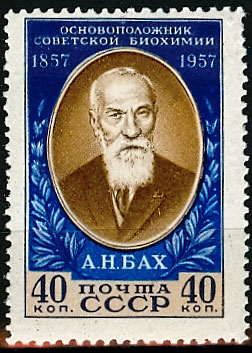 ОСНОВОПОЛОЖНИК
СОВЕТСКОЙ БИОХИМИИ
1857 1957
А.Н.БАХ
40 ПОЧТА 40
КОП. СССР КОП.